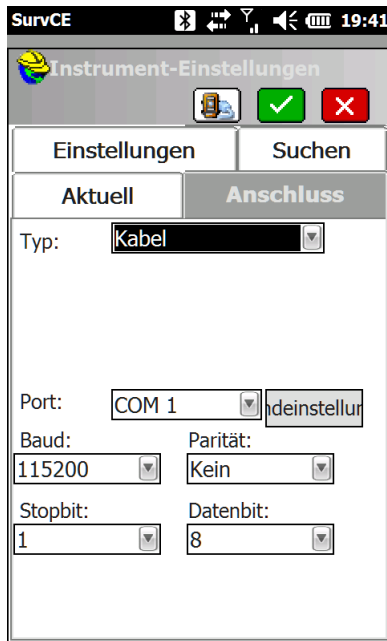 SurvCE 19:41
Instrument-Einstellungen
Einstellungen Suchen
Aktuell Anschluss
Typ: Kabel
Port: COM 1 ndeinstellur
Baud: Parität:
115200 Kein
Stopbit: Datenbit:
1 8